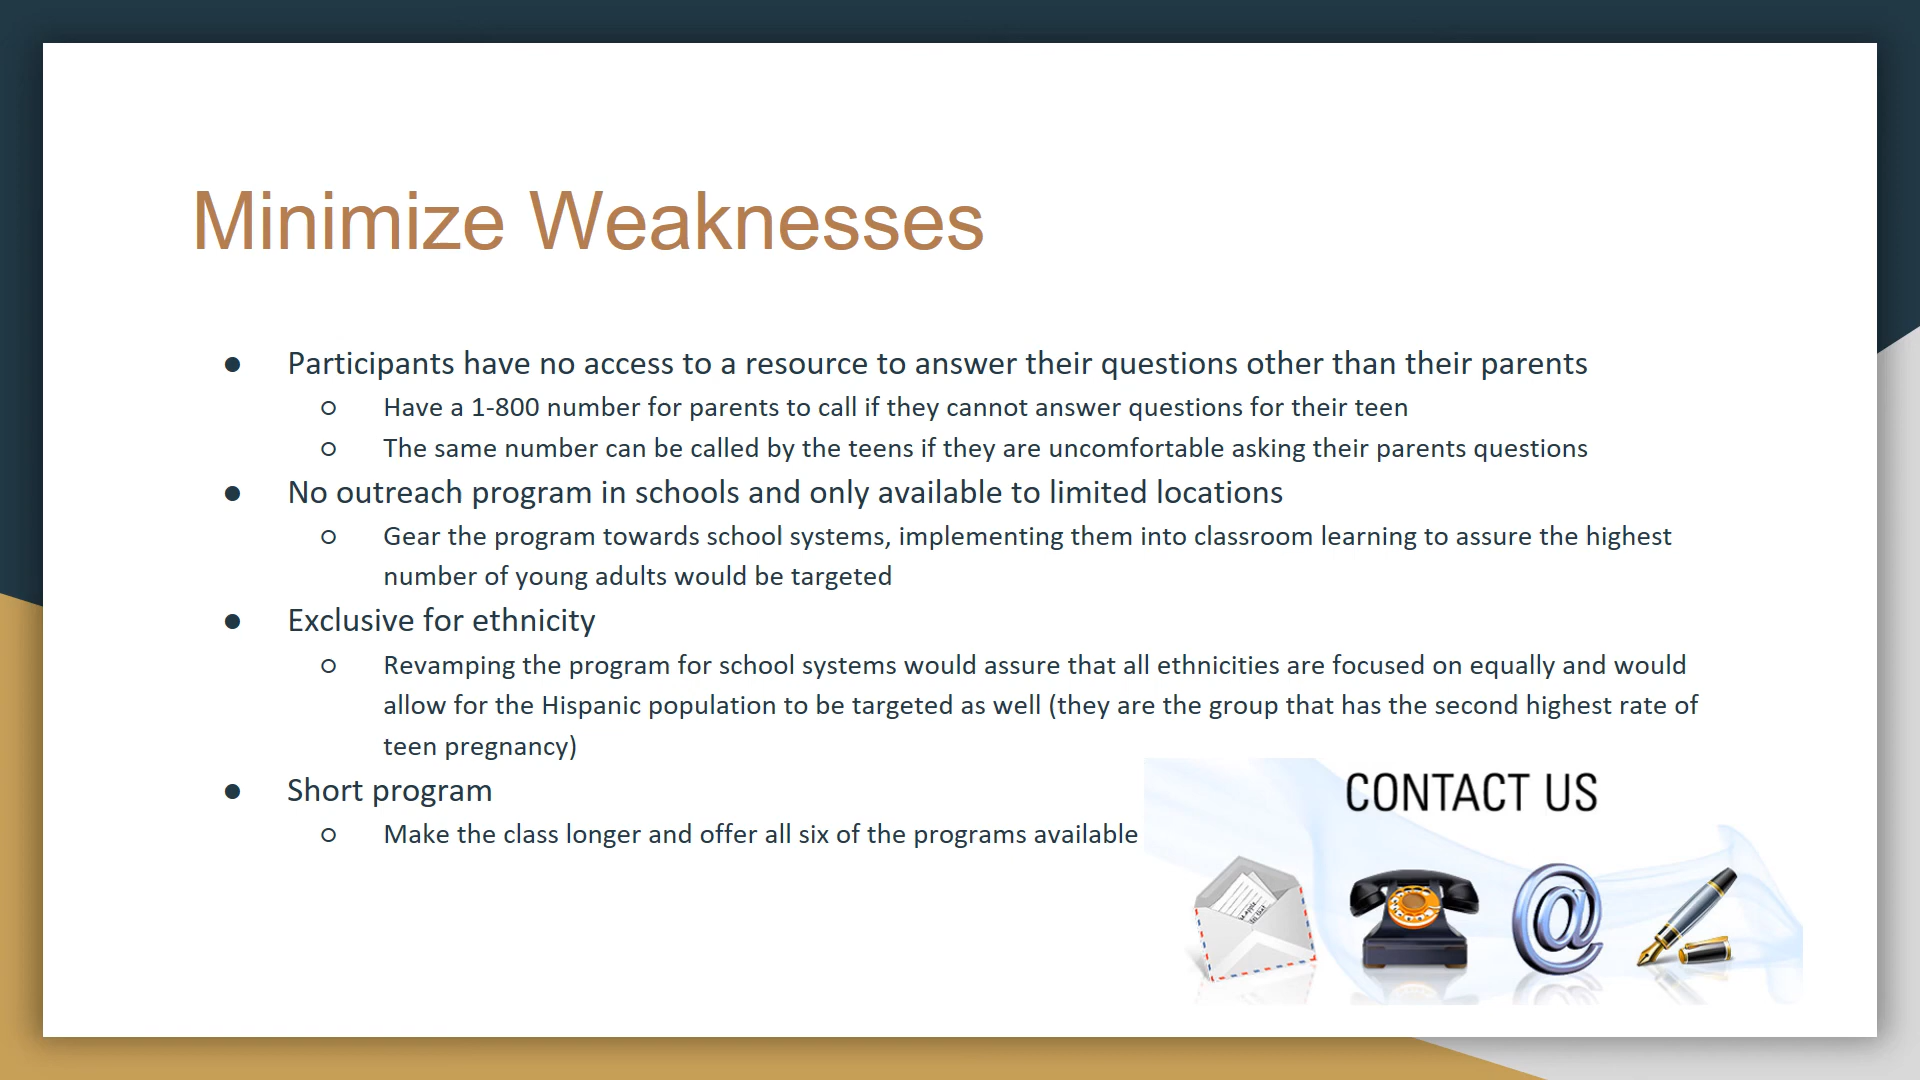 Minimize Weaknesses
● Participants have no access to a resource to answer their questions other than their parents
○ Have a 1-800 number for parents to call if they cannot answer questions for their teen
○ The same number can be called by the teens if they are uncomfortable asking their parents questions
● No outreach program in schools and only available to limited locations
○ Gear the program towards school systems, implementing them into classroom learning to assure the highest
number of young adults would be targeted
● Exclusive for ethnicity
○ Revamping the program for school systems would assure that all ethnicities are focused on equally and would
allow for the Hispanic population to be targeted as well (they are the group that has the second highest rate of
teen pregnancy)
● Short program
○ Make the class longer and offer all six of the programs available
CONTACT US
@